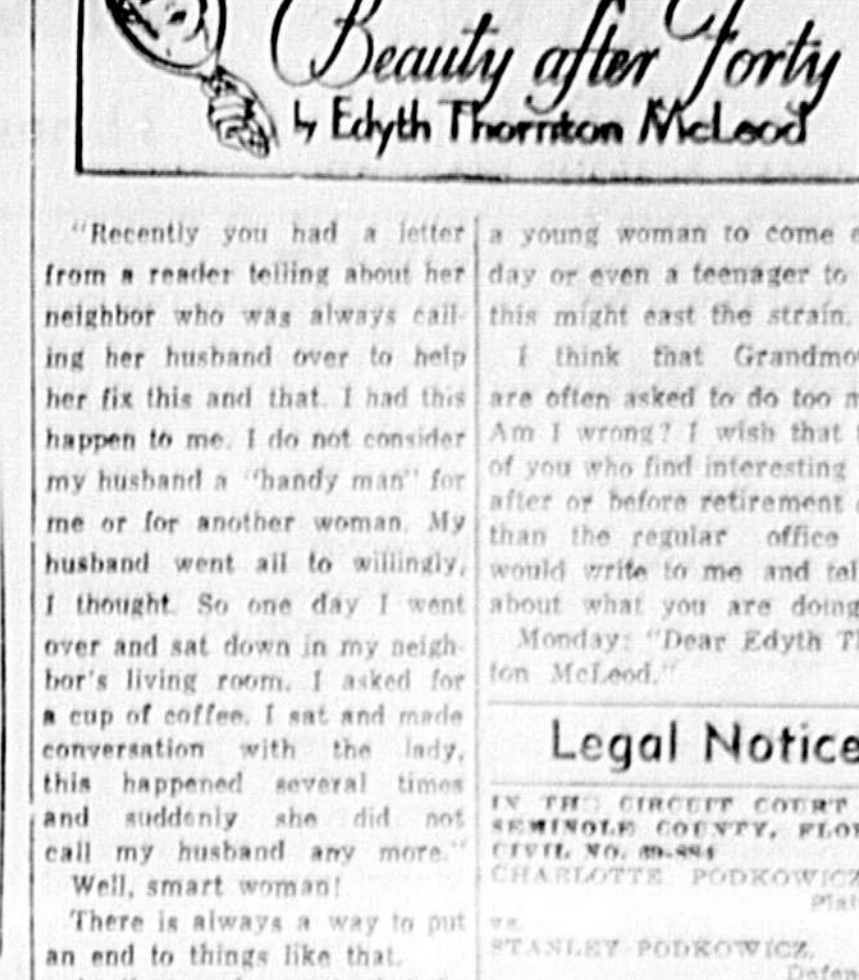 Beauty after Forty
by Edyth Thornton McLeod
"Recently you had a letter
from a reader telling about her
neighbor who was always call-
ing her husband over to help
her fix this and that. I had this
happen to me. I do not consider
my husband a "handy man" for
me or for another woman. My
husband went all to willingly,
I thought. So one day I went
over and sat down in my neigh-
bor's living room. I asked for
a cup of coffee. I sat and made
conversation with the lady,
this happened several times
and suddenly she did not
call my husband any more."
Well, smart woman!
There is always a way to put
an end to things like that.
a young woman to come
day or even a teenager to
this might east the strain.
I think that Grandmo
are often asked to do too
Am I wrong? I wish that
of you who find interesting
after or before retirement
than the regular office
would write to me and tel
about what you are doing
Monday: "Dear Edyth T
ton McLeod."
Legal Notice
IN THE CIRCUIT COURT
SEMINOLE COUNTY, FLO
CIVIL NO. 69-884
CHARLOTTE PODKOWICZ
Plai
vs.
STANLEY PODKOWICZ,
Defen